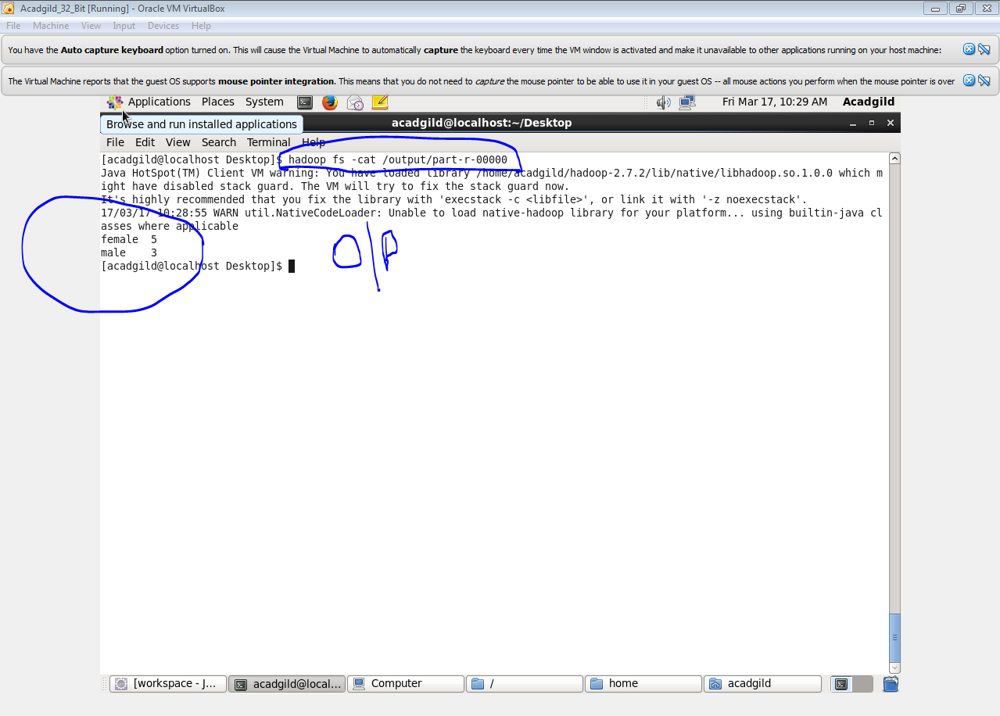 Acadgild_32_Bit [Running] - Oracle VM VirtualBox
File Machine View Input Devices Help
You have the Auto capture keyboard option turned on. This will cause the Virtual Machine to automatically capture the keyboard every time the VM window is activated and make it unavailable to other applications running on your host machine:
The Virtual Machine reports that the guest OS supports mouse pointer integration. This means that you do not need to capture the mouse pointer to be able to use it in your guest OS -- all mouse actions you perform when the mouse pointer is over
Applications Places System Fri Mar 17, 10:29 AM Acadgild
Browse and run installed applications
acadgild@localhost:~/Desktop
File Edit View Search Terminal Help
[acadgild@localhost Desktop]$ hadoop fs -cat /output/part-r-00000
Java HotSpot(TM) Client VM warning: You have loaded library /home/acadgild/hadoop-2.7.2/lib/native/libhadoop.so.1.0.0 which m
ight have disabled stack guard. The VM will try to fix the stack guard now.
It's highly recommended that you fix the library with 'execstack -c <libfile>', or link it with '-z noexecstack'.
17/03/17 10:28:55 WARN util.NativeCodeLoader: Unable to load native-hadoop library for your platform... using builtin-java cl
asses where applicable
female 5
male 3
O/P
[acadgild@localhost Desktop]$
[workspace - J... acadgild@local... Computer / home acadgild